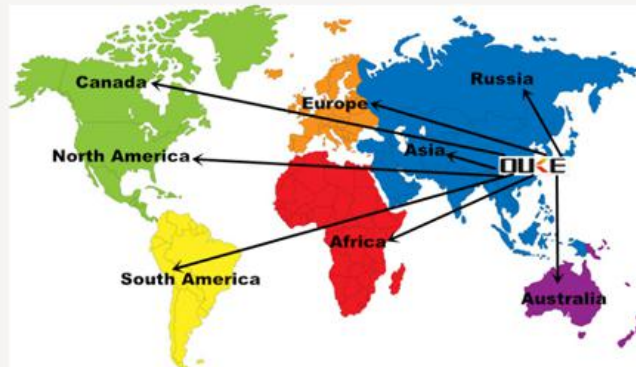 Canada
Russia
Europe
North America
Asia
OUKE
Africa
South America
Australia